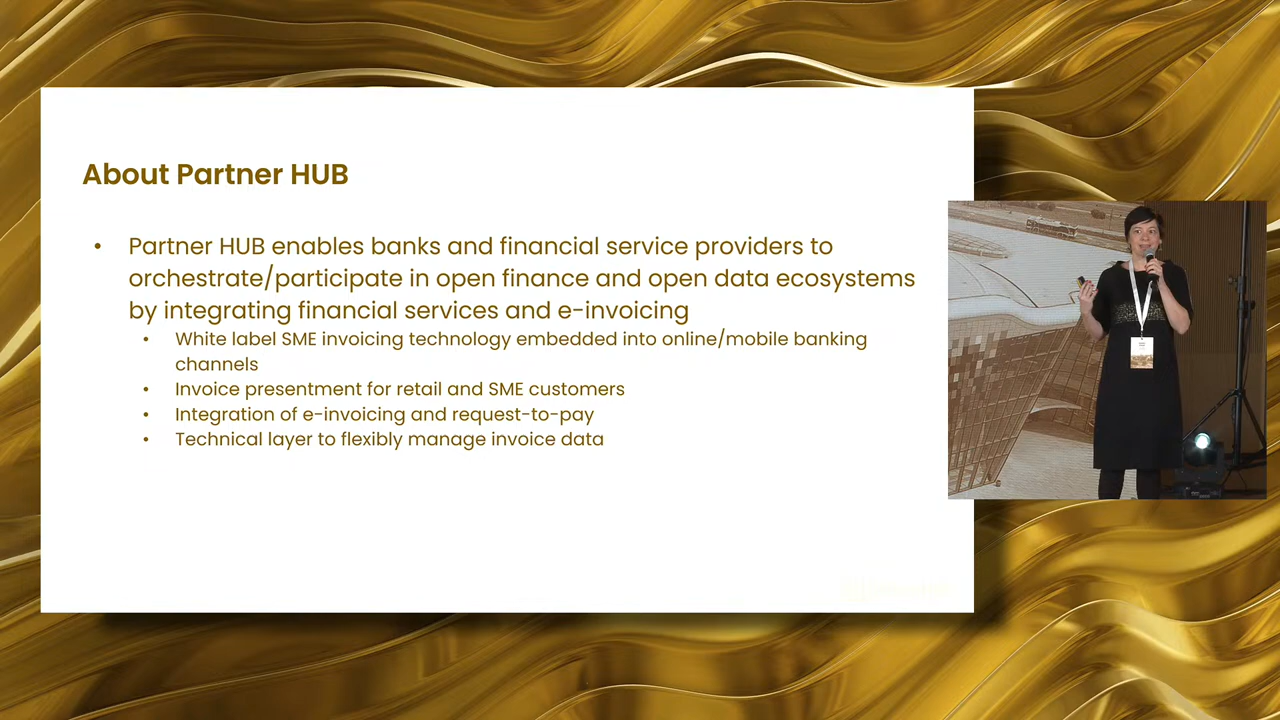 About Partner HUB
• Partner HUB enables banks and financial service providers to
orchestrate/participate in open finance and open data ecosystems
by integrating financial services and e-invoicing
• White label SME invoicing technology embedded into online/mobile banking
channels
• Invoice presentment for retail and SME customers
• Integration of e-invoicing and request-to-pay
• Technical layer to flexibly manage invoice data